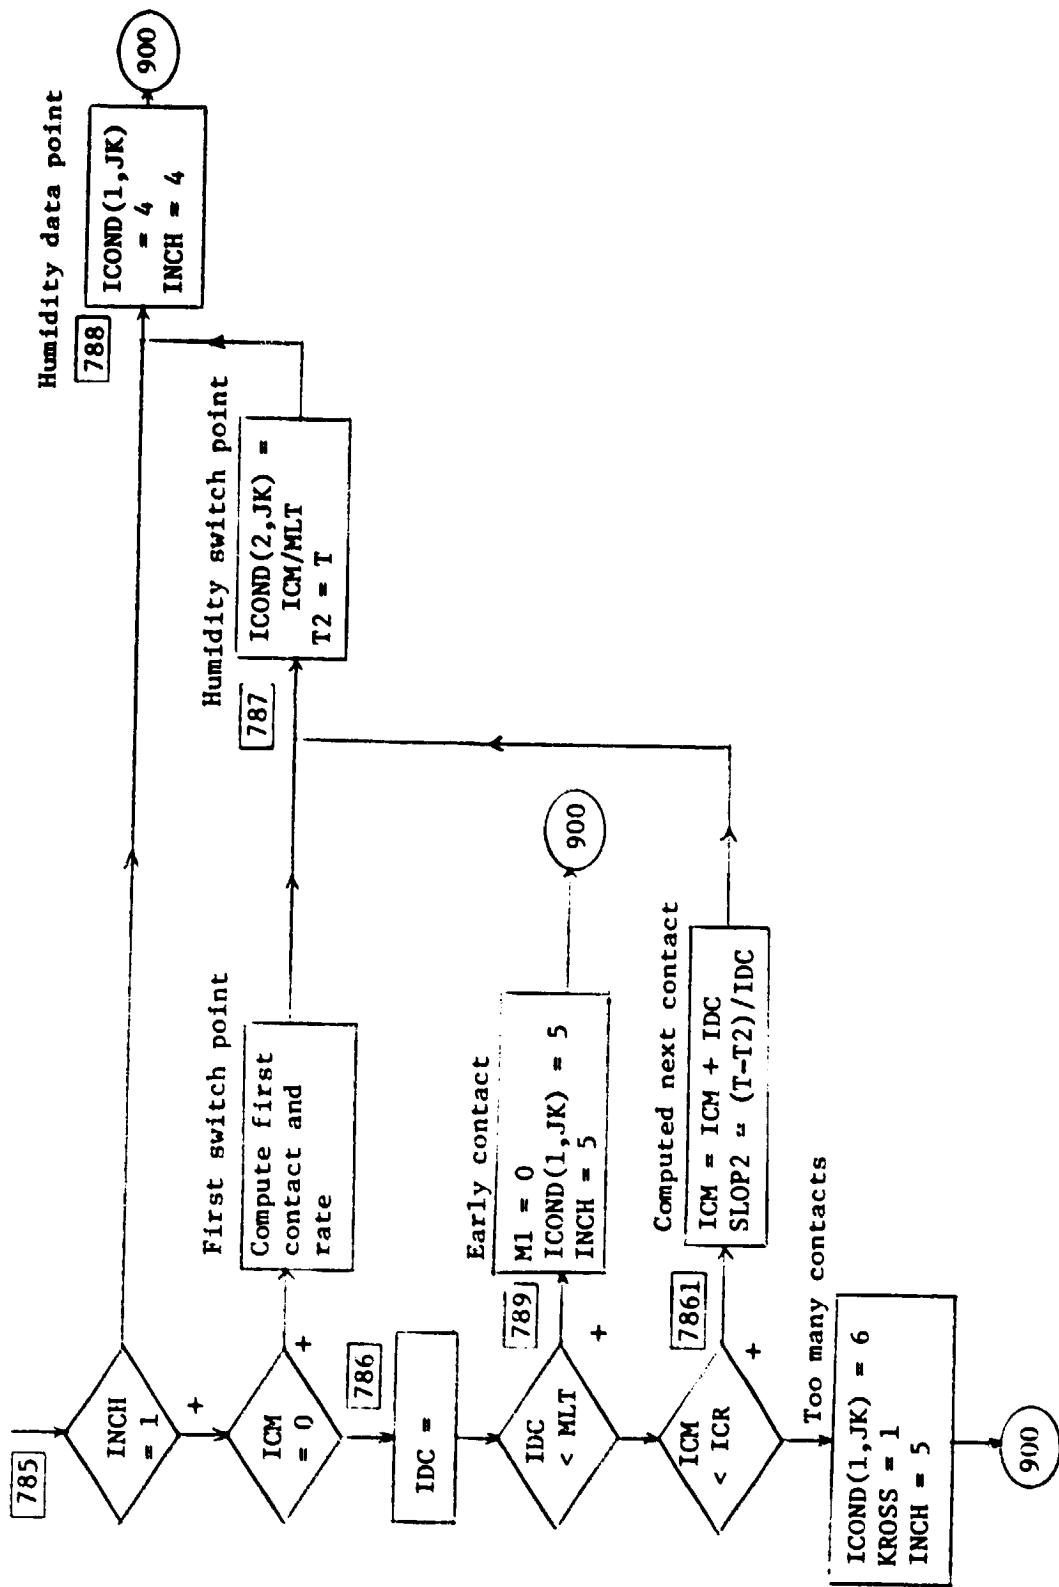 785
INCH
= 1
+
Humidity data point
788
ICOND(1,JK)
= 4
INCH = 4
900
ICM
= 0
+
First switch point
Compute first
contact and
rate
Humidity switch point
787
ICOND(2,JK) =
ICM/MLT
T2 = T
786
IDC =
IDC
< MLT
+
789
Early contact
M1 = 0
ICOND(1,JK) = 5
INCH = 5
900
ICM
< ICR
+
7861
Computed next contact
ICM = ICM + IDC
SLOP2 = (T-T2)/IDC
Too many contacts
ICOND(1,JK) = 6
KROSS = 1
INCH = 5
900